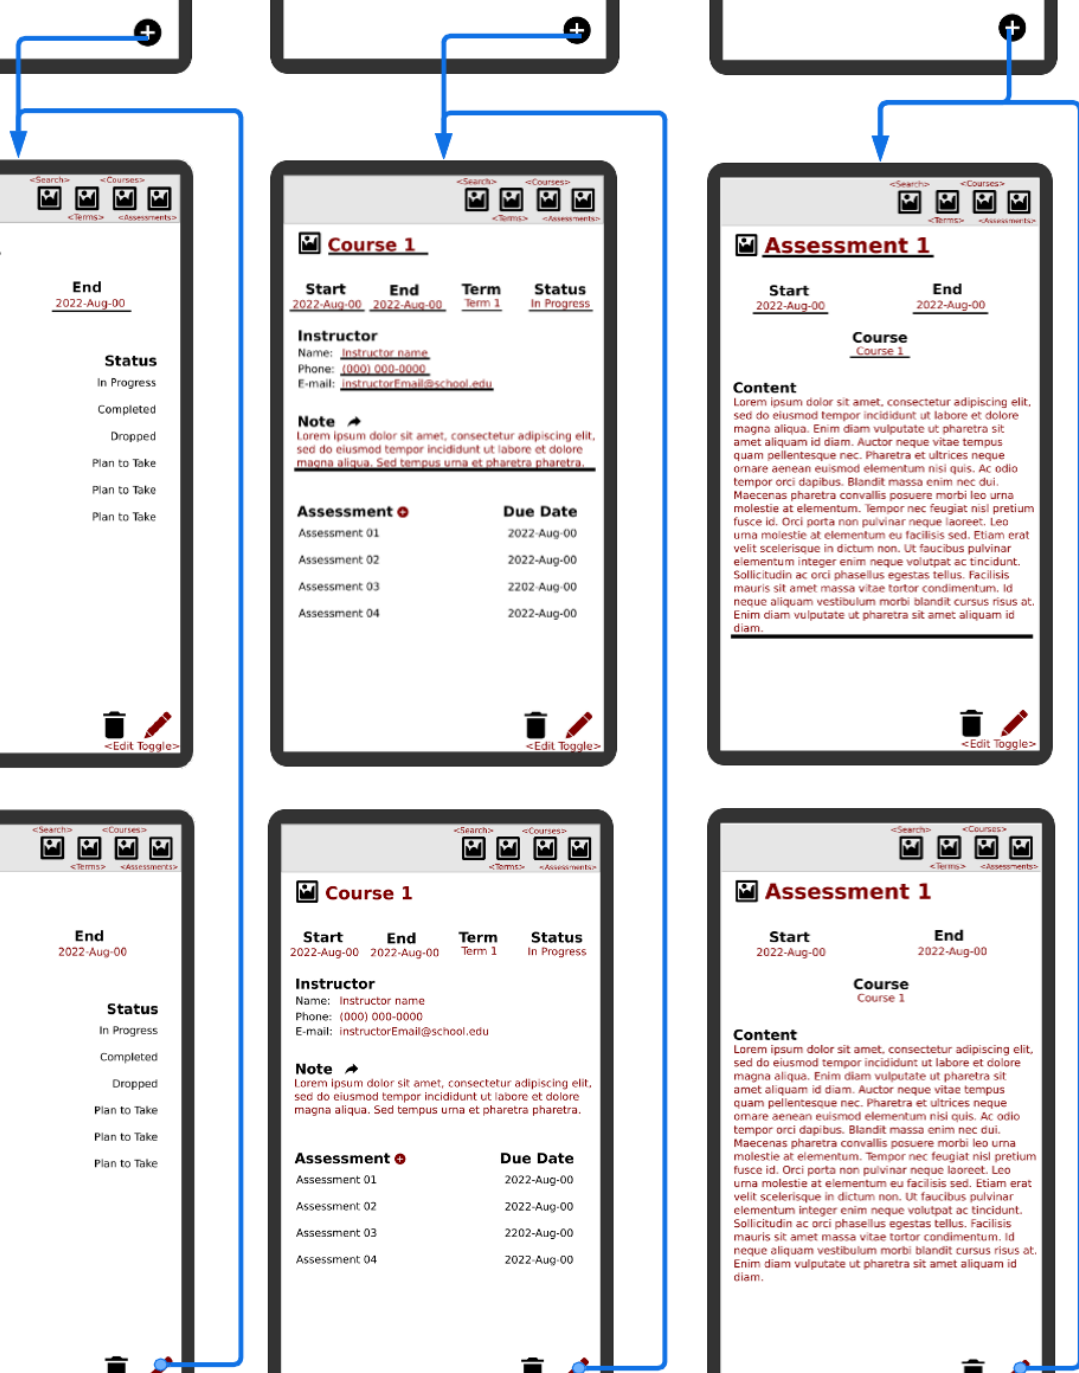 <Search> <Courses>
<Terms> <Assessments>
End
2022-Aug-00
Status
In Progress
Completed
Dropped
Plan to Take
Plan to Take
Plan to Take
<Edit Toggle>
<Search> <Courses>
<Terms> <Assessments>
Course 1
Start End Term Status
2022-Aug-00 2022-Aug-00 Term 1 In Progress
Instructor
Name: Instructor name
Phone: (000) 000-0000
E-mail: instructorEmail@school.edu
Note
Lorem ipsum dolor sit amet, consectetur adipiscing elit,
sed do eiusmod tempor incididunt ut labore et dolore
magna aliqua. Sed tempus urna et pharetra pharetra.
Assessment Due Date
Assessment 01 2022-Aug-00
Assessment 02 2022-Aug-00
Assessment 03 2202-Aug-00
Assessment 04 2022-Aug-00
<Edit Toggle>
<Search> <Courses>
<Terms> <Assessments>
Assessment 1
Start End
2022-Aug-00 2022-Aug-00
Course
Course 1
Content
Lorem ipsum dolor sit amet, consectetur adipiscing elit,
sed do eiusmod tempor incididunt ut labore et dolore
magna aliqua. Enim diam vulputate ut pharetra sit
amet aliquam id diam. Auctor neque vitae tempus
quam pellentesque nec. Pharetra et ultrices neque
ornare aenean euismod elementum nisi quis. Ac odio
tempor orci dapibus. Blandit massa enim nec dui.
Maecenas pharetra convallis posuere morbi leo urna
molestie at elementum. Tempor nec feugiat nisl pretium
fusce id. Orci porta non pulvinar neque laoreet. Leo
urna molestie at elementum eu facilisis sed. Etiam erat
velit scelerisque in dictum non. Ut faucibus pulvinar
elementum integer enim neque volutpat ac tincidunt.
Sollicitudin ac orci phasellus egestas tellus. Facilisis
mauris sit amet massa vitae tortor condimentum. Id
neque aliquam vestibulum morbi blandit cursus risus at.
Enim diam vulputate ut pharetra sit amet aliquam id
diam.
<Edit Toggle>
<Search> <Courses>
<Terms> <Assessments>
End
2022-Aug-00
Status
In Progress
Completed
Dropped
Plan to Take
Plan to Take
Plan to Take
<Search> <Courses>
<Terms> <Assessments>
Course 1
Start End Term Status
2022-Aug-00 2022-Aug-00 Term 1 In Progress
Instructor
Name: Instructor name
Phone: (000) 000-0000
E-mail: instructorEmail@school.edu
Note
Lorem ipsum dolor sit amet, consectetur adipiscing elit,
sed do eiusmod tempor incididunt ut labore et dolore
magna aliqua. Sed tempus urna et pharetra pharetra.
Assessment Due Date
Assessment 01 2022-Aug-00
Assessment 02 2022-Aug-00
Assessment 03 2202-Aug-00
Assessment 04 2022-Aug-00
<Search> <Courses>
<Terms> <Assessments>
Assessment 1
Start End
2022-Aug-00 2022-Aug-00
Course
Course 1
Content
Lorem ipsum dolor sit amet, consectetur adipiscing elit,
sed do eiusmod tempor incididunt ut labore et dolore
magna aliqua. Enim diam vulputate ut pharetra sit
amet aliquam id diam. Auctor neque vitae tempus
quam pellentesque nec. Pharetra et ultrices neque
ornare aenean euismod elementum nisi quis. Ac odio
tempor orci dapibus. Blandit massa enim nec dui.
Maecenas pharetra convallis posuere morbi leo urna
molestie at elementum. Tempor nec feugiat nisl pretium
fusce id. Orci porta non pulvinar neque laoreet. Leo
urna molestie at elementum eu facilisis sed. Etiam erat
velit scelerisque in dictum non. Ut faucibus pulvinar
elementum integer enim neque volutpat ac tincidunt.
Sollicitudin ac orci phasellus egestas tellus. Facilisis
mauris sit amet massa vitae tortor condimentum. Id
neque aliquam vestibulum morbi blandit cursus risus at.
Enim diam vulputate ut pharetra sit amet aliquam id
diam.